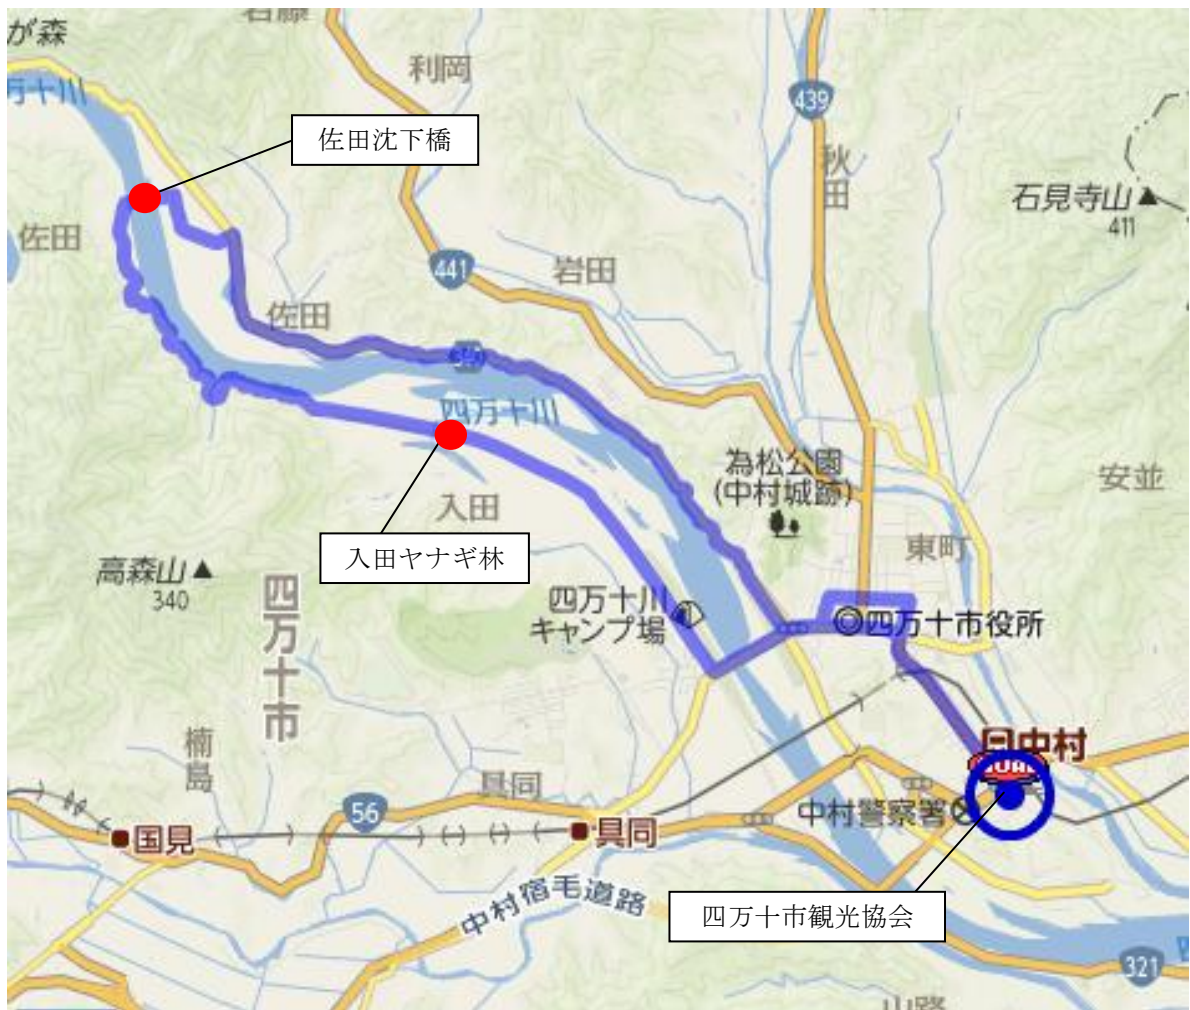 が森
万十川
利岡
439
佐田沈下橋
秋
田
石見寺山
411
佐田
441
岩田
佐田
四万十川
為松公園
(中村城跡)
安並
入田
東町
入田ヤナギ林
高森山
340
四万十市
四万十川
キャンプ場
四万十市役所
楠
島
中村
具同
56
中村警察署
国見
具同
中村宿毛道路
四万十市観光協会
321